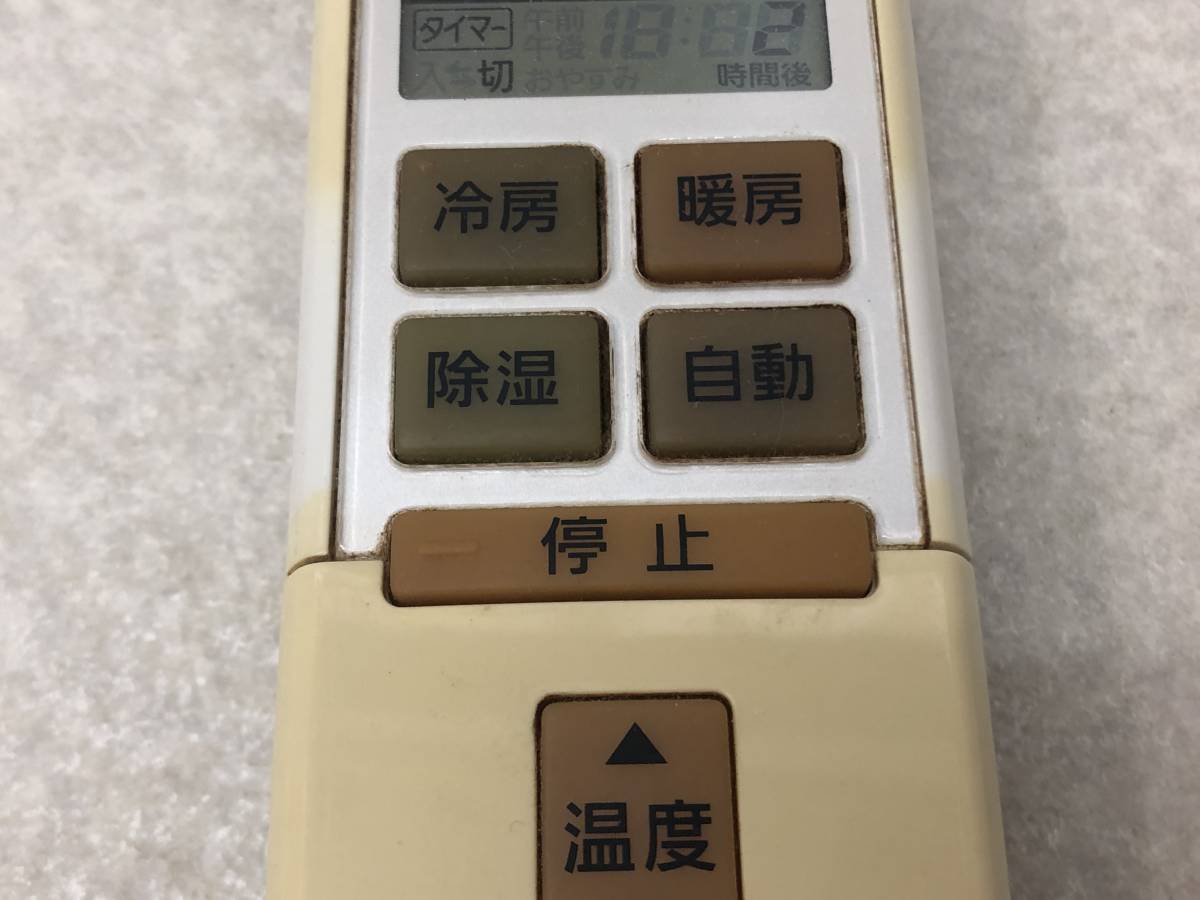 タイマー 午前 18:82
午後
入⇆切 おやすみ 時間後
冷房 暖房
除湿 自動
停止
▲
温度